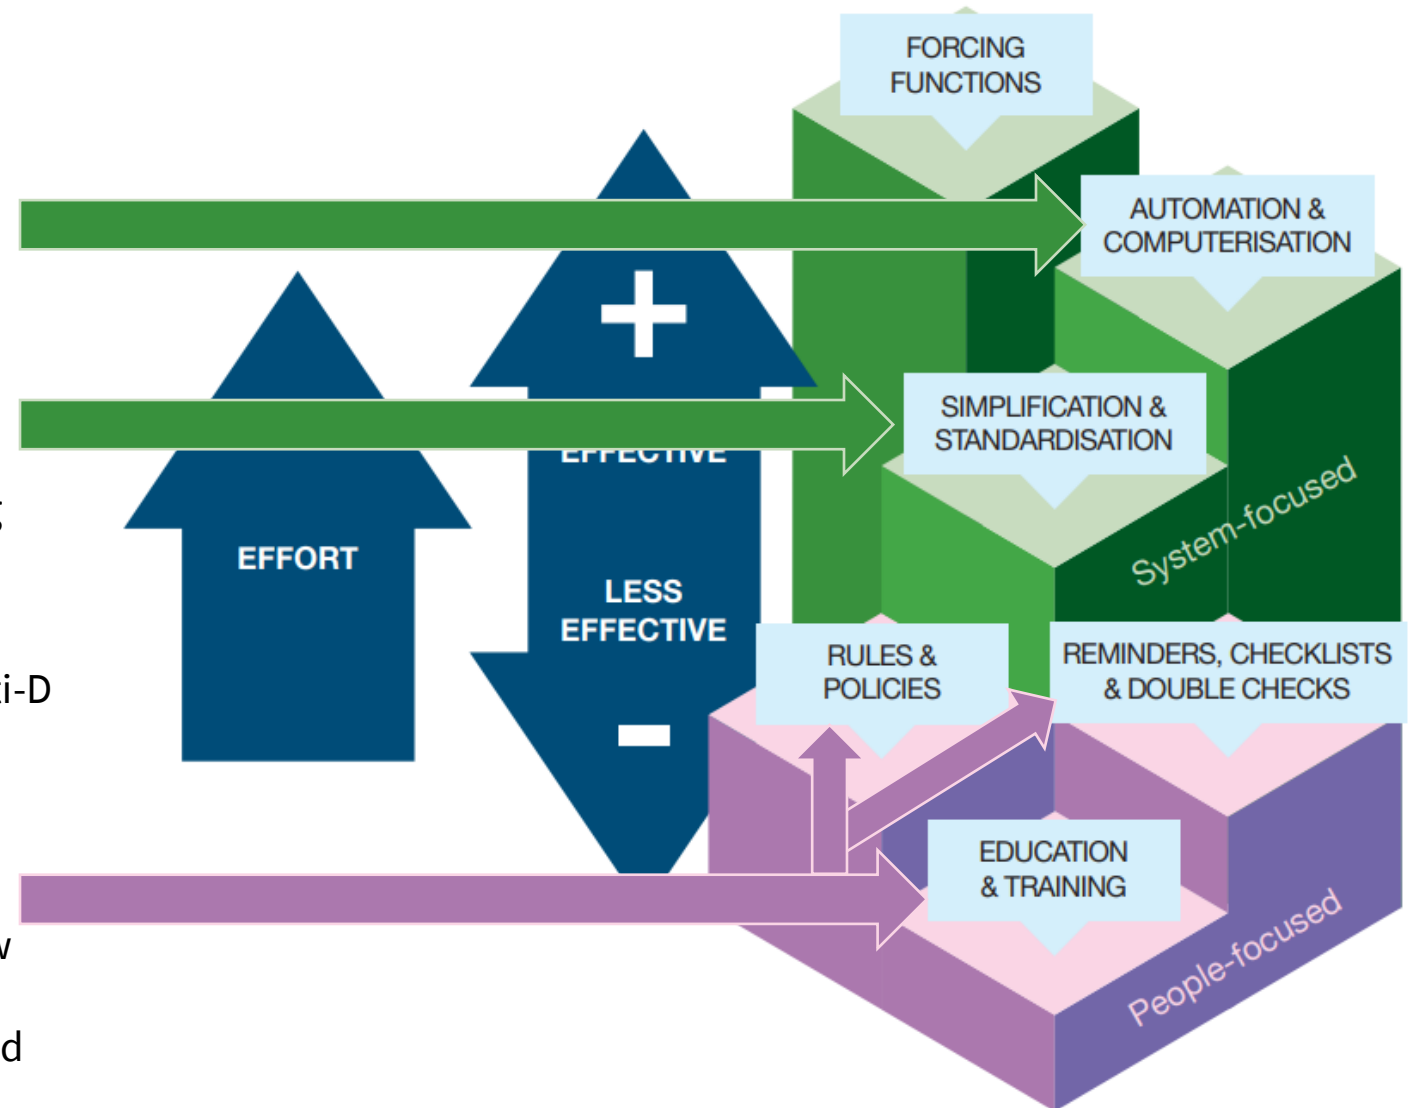 FORCING
FUNCTIONS
AUTOMATION &
COMPUTERISATION
SIMPLIFICATION &
STANDARDISATION
EFFECTIVE
System-focused
EFFORT
LESS
EFFECTIVE
RULES &
POLICIES
REMINDERS, CHECKLISTS
& DOUBLE CHECKS
i-D
EDUCATION
& TRAINING
People-focused
w
d